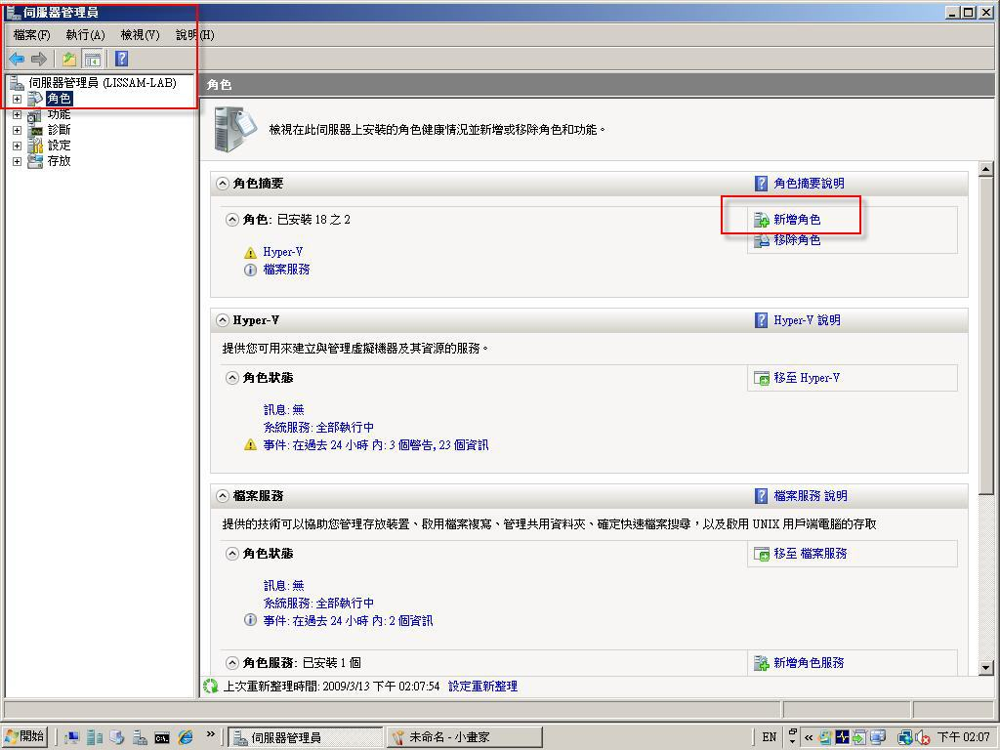 伺服器管理員
檔案(F) 執行(A) 檢視(V) 說明(H)
伺服器管理員 (LISSAM-LAB)
角色
功能
診斷
設定
存放
角色
檢視在此伺服器上安裝的角色健康情況並新增或移除角色和功能。
角色摘要
角色摘要說明
角色: 已安裝 18 之 2
新增角色
移除角色
Hyper-V
檔案服務
Hyper-V
Hyper-V 說明
提供您可用來建立與管理虛擬機器及其資源的服務。
角色狀態
移至 Hyper-V
訊息: 無
系統服務: 全部執行中
事件: 在過去 24 小時 內: 3 個警告, 23 個資訊
檔案服務
檔案服務 說明
提供的技術可以協助您管理存放裝置、啟用檔案複寫、管理共用資料夾、確定快速檔案搜尋，以及啟用 UNIX 用戶端電腦的存取
角色狀態
移至 檔案服務
訊息: 無
系統服務: 全部執行中
事件: 在過去 24 小時 內: 2 個資訊
角色服務: 已安裝 1 個
新增角色服務
上次重新整理時間: 2009/3/13 下午 02:07:54 設定重新整理
開始
伺服器管理員
未命名 - 小畫家
EN
下午 02:07